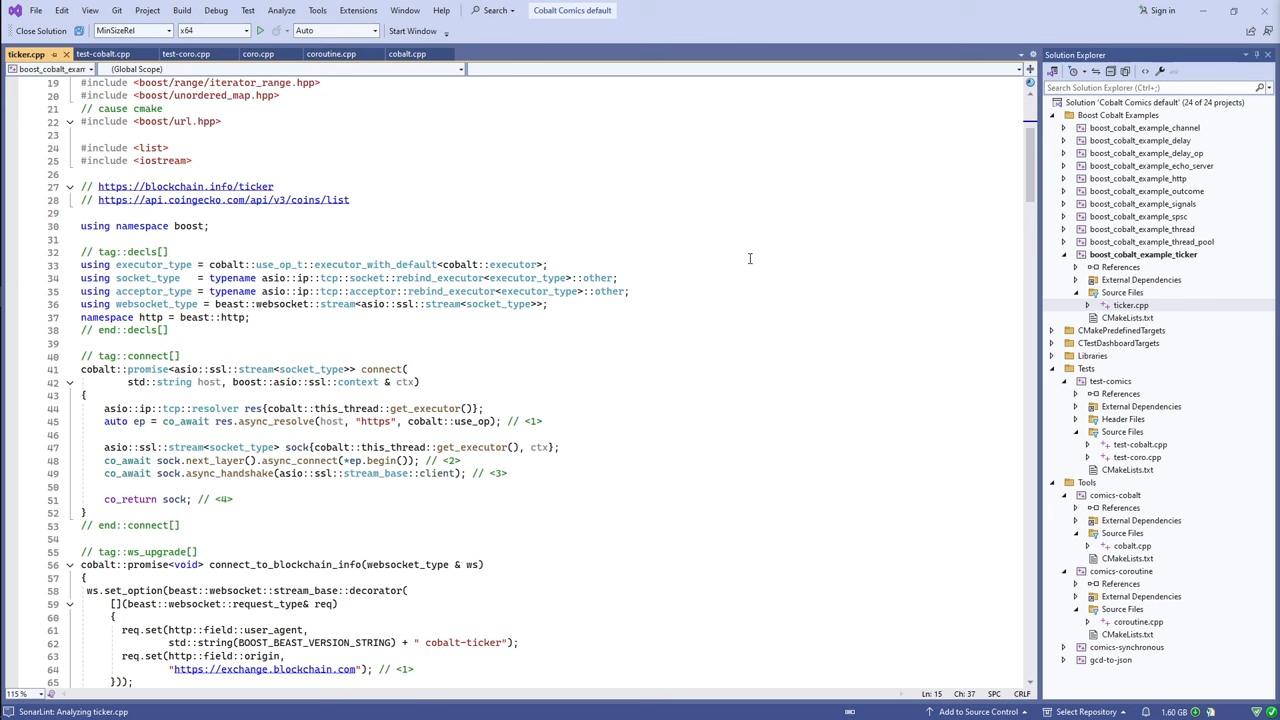 File Edit View Git Project Build Debug Test Analyze Tools Extensions Window Help Search Cobalt Comics default Sign in
Close Solution MinSizeRel x64 Auto Start Window
ticker.cpp test-cobalt.cpp test-coro.cpp coro.cpp coroutine.cpp cobalt.cpp
boost_cobalt_exam (Global Scope)
19 #include <boost/range/iterator_range.hpp>
20 #include <boost/unordered_map.hpp>
21 // cause cmake
22 #include <boost/url.hpp>
23
24 #include <list>
25 #include <iostream>
26
27 // https://blockchain.info/ticker
28 // https://api.coingecko.com/api/v3/coins/list
29
30 using namespace boost;
31
32 // tag::decls[]
33 using executor_type = cobalt::use_op_t::executor_with_default<cobalt::executor>;
34 using socket_type   = typename asio::ip::tcp::socket::rebind_executor<executor_type>::other;
35 using acceptor_type = typename asio::ip::tcp::acceptor::rebind_executor<executor_type>::other;
36 using websocket_type = beast::websocket::stream<asio::ssl::stream<socket_type>>;
37 namespace http = beast::http;
38 // end::decls[]
39
40 // tag::connect[]
41 cobalt::promise<asio::ssl::stream<socket_type>> connect(
42 std::string host, boost::asio::ssl::context & ctx)
43 {
44 asio::ip::tcp::resolver res{cobalt::this_thread::get_executor()};
45 auto ep = co_await res.async_resolve(host, "https", cobalt::use_op); // <1>
46
47 asio::ssl::stream<socket_type> sock{cobalt::this_thread::get_executor(), ctx};
48 co_await sock.next_layer().async_connect(*ep.begin()); // <2>
49 co_await sock.async_handshake(asio::ssl::stream_base::client); // <3>
50
51 co_return sock; // <4>
52 }
53 // end::connect[]
54
55 // tag::ws_upgrade[]
56 cobalt::promise<void> connect_to_blockchain_info(websocket_type & ws)
57 {
58 ws.set_option(beast::websocket::stream_base::decorator(
59 [](beast::websocket::request_type& req)
60 {
61 req.set(http::field::user_agent,
62 std::string(BOOST_BEAST_VERSION_STRING) + " cobalt-ticker");
63 req.set(http::field::origin,
64 "https://exchange.blockchain.com"); // <1>
65 }));
115 % Ln: 15 Ch: 37 SPC CRLF
Solution Explorer
Search Solution Explorer (Ctrl+;)
Solution 'Cobalt Comics default' (24 of 24 projects)
Boost Cobalt Examples
boost_cobalt_example_channel
boost_cobalt_example_delay
boost_cobalt_example_delay_op
boost_cobalt_example_echo_server
boost_cobalt_example_http
boost_cobalt_example_outcome
boost_cobalt_example_signals
boost_cobalt_example_spsc
boost_cobalt_example_thread
boost_cobalt_example_thread_pool
boost_cobalt_example_ticker
References
External Dependencies
Source Files
ticker.cpp
CMakeLists.txt
CMakePredefinedTargets
CTestDashboardTargets
Libraries
Tests
test-comics
References
External Dependencies
Header Files
Source Files
test-cobalt.cpp
test-coro.cpp
CMakeLists.txt
Tools
comics-cobalt
References
External Dependencies
Source Files
cobalt.cpp
CMakeLists.txt
comics-coroutine
References
External Dependencies
Source Files
coroutine.cpp
CMakeLists.txt
comics-synchronous
gcd-to-json
SonarLint: Analyzing ticker.cpp Add to Source Control Select Repository 1.60 GB